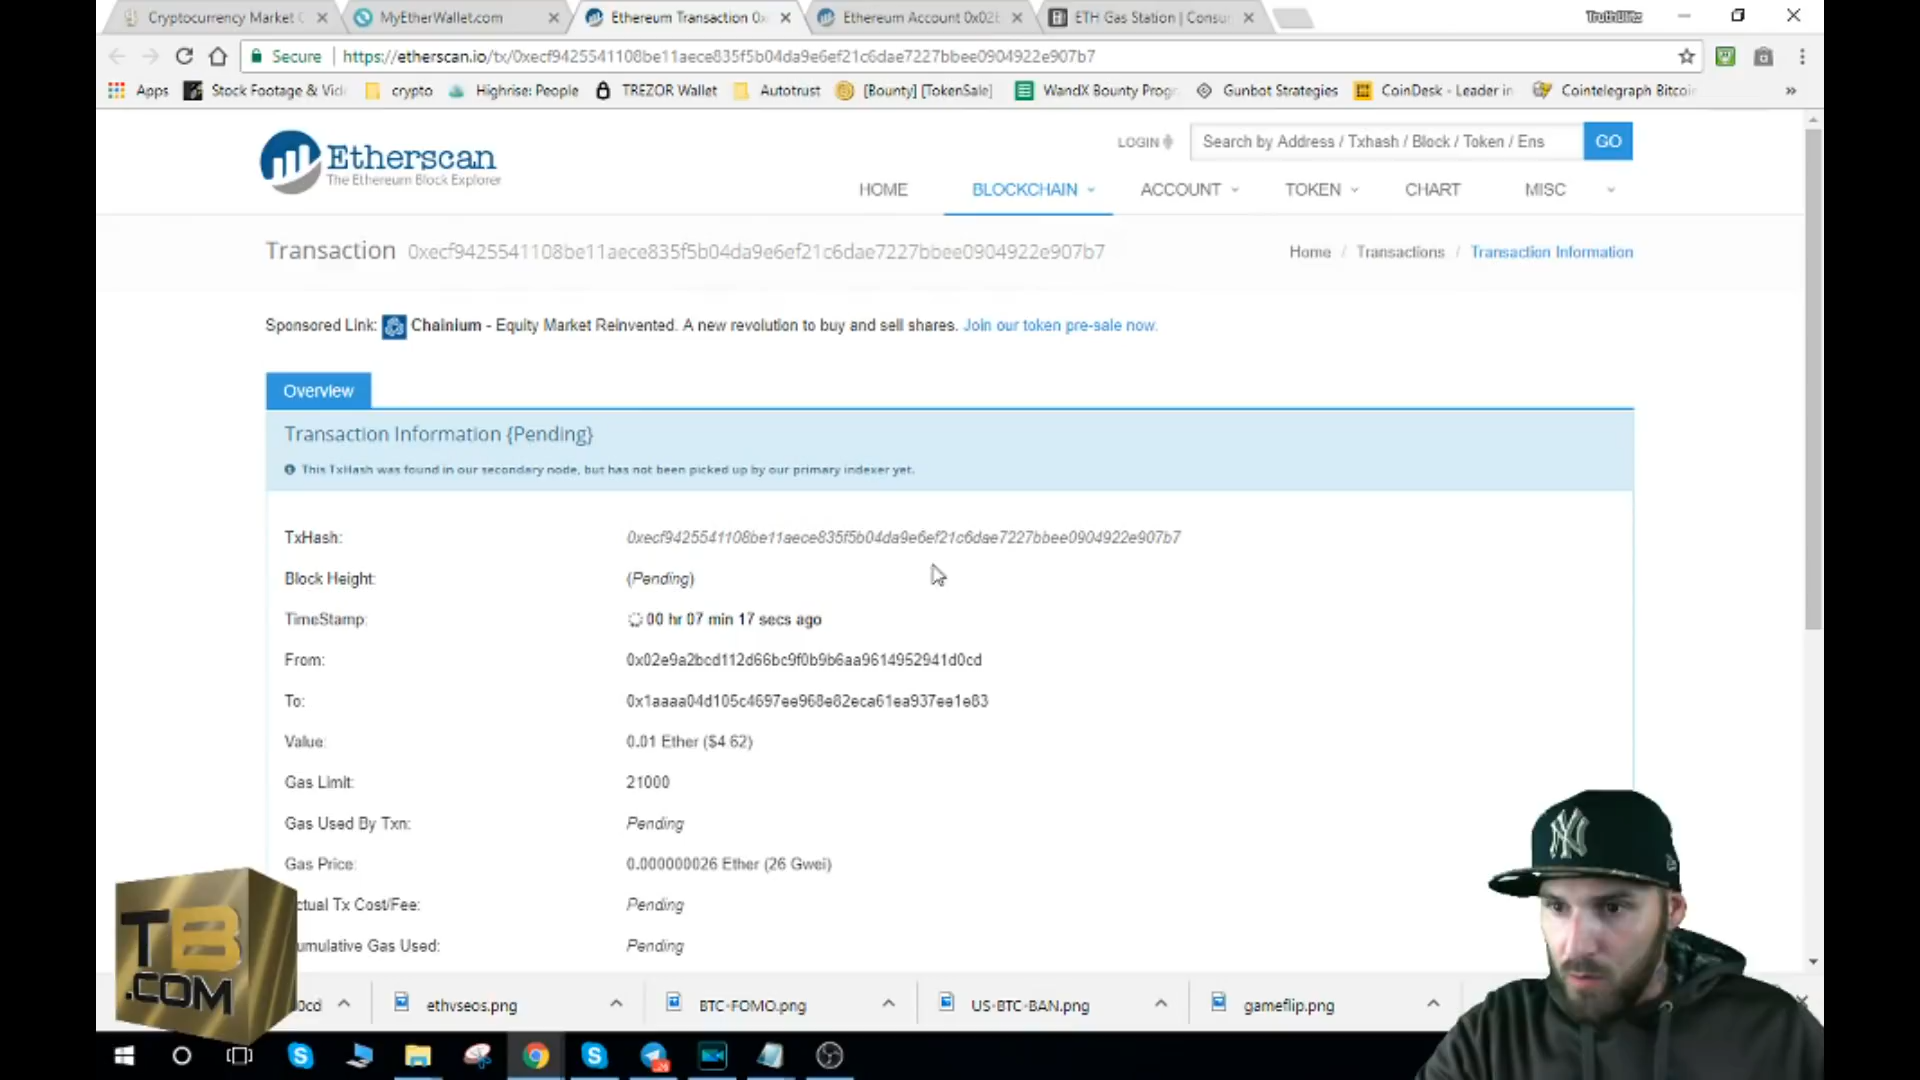 Cryptocurrency Market C
MyEtherWallet.com
Ethereum Transaction 0x
Ethereum Account 0x02E
ETH Gas Station | Consum
TruthBlitz
Secure
https://etherscan.io/tx/0xecf9425541108be11aece835f5b04da9e6ef21c6dae7227bbee0904922e907b7
Apps
Stock Footage & Vid
crypto
Highrise: People
TREZOR Wallet
Autotrust
[Bounty] [TokenSale]
WandX Bounty Progr
Gunbot Strategies
CoinDesk - Leader in
Cointelegraph Bitcoin
»
Etherscan
The Ethereum Block Explorer
LOGIN
Search by Address / Txhash / Block / Token / Ens
GO
HOME
BLOCKCHAIN
ACCOUNT
TOKEN
CHART
MISC
Transaction 0xecf9425541108be11aece835f5b04da9e6ef21c6dae7227bbee0904922e907b7
Home / Transactions / Transaction Information
Sponsored Link: Chainium - Equity Market Reinvented. A new revolution to buy and sell shares. Join our token pre-sale now.
Overview
Transaction Information {Pending}
This TxHash was found in our secondary node, but has not been picked up by our primary indexer yet.
TxHash: 0xecf9425541108be11aece835f5b04da9e6ef21c6dae7227bbee0904922e907b7
Block Height: (Pending)
TimeStamp: 00 hr 07 min 17 secs ago
From: 0x02e9a2bcd112d66bc9f0b9b6aa9614952941d0cd
To: 0x1aaaa04d105c4697ee968e82eca61ea937ee1e83
Value: 0.01 Ether ($4.62)
Gas Limit: 21000
Gas Used By Txn: Pending
Gas Price: 0.000000026 Ether (26 Gwei)
ctual Tx Cost/Fee: Pending
umulative Gas Used: Pending
TB
.COM
0cd
ethvseos.png
BTC-FOMO.png
US-BTC-BAN.png
gameflip.png
NY